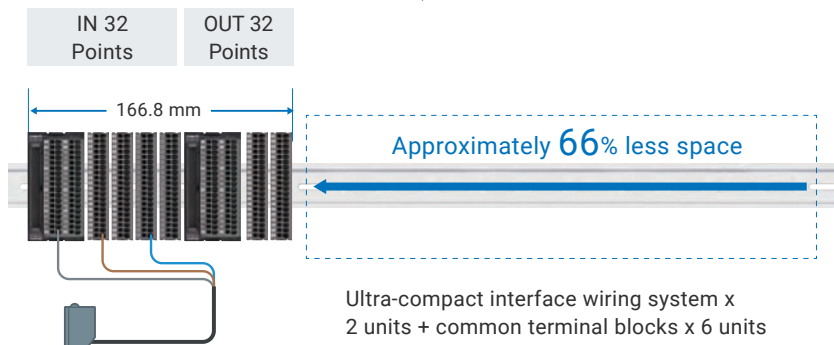 IN 32
Points
OUT 32
Points
166.8 mm
Approximately 66% less space
Ultra-compact interface wiring system x
2 units + common terminal blocks x 6 units